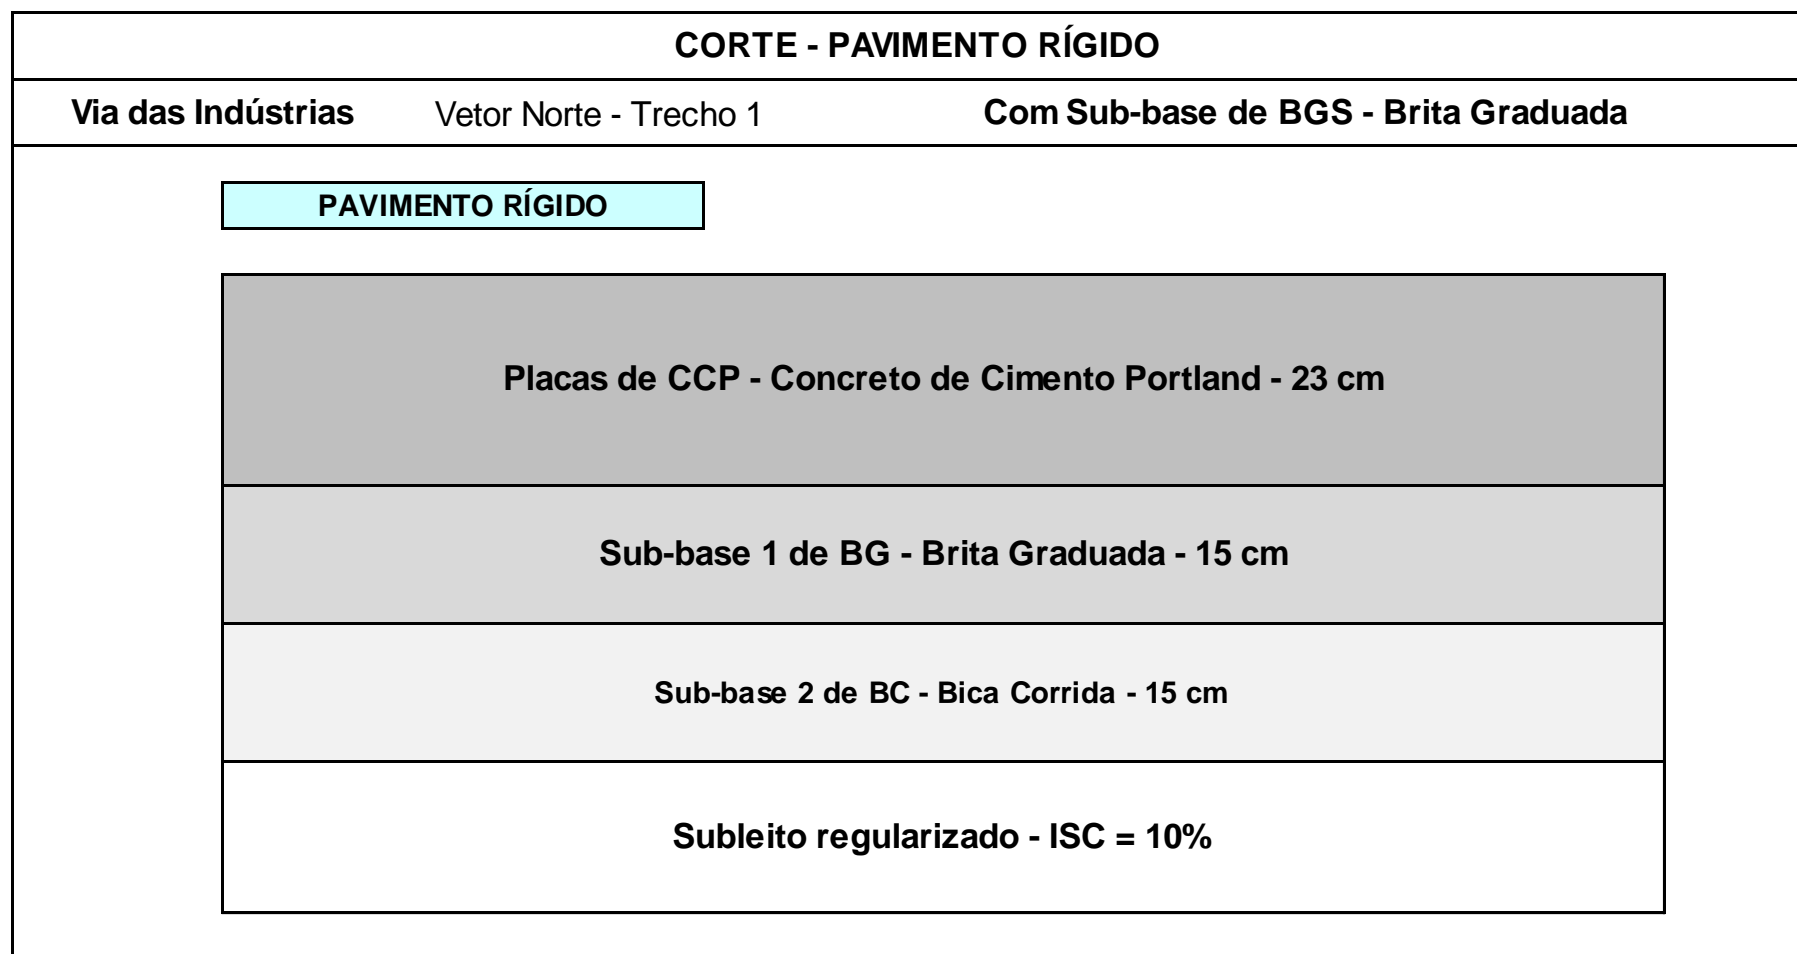 CORTE - PAVIMENTO RÍGIDO
Via das Indústrias Vetor Norte - Trecho 1 Com Sub-base de BGS - Brita Graduada
PAVIMENTO RÍGIDO
Placas de CCP - Concreto de Cimento Portland - 23 cm
Sub-base 1 de BG - Brita Graduada - 15 cm
Sub-base 2 de BC - Bica Corrida - 15 cm
Subleito regularizado - ISC = 10%